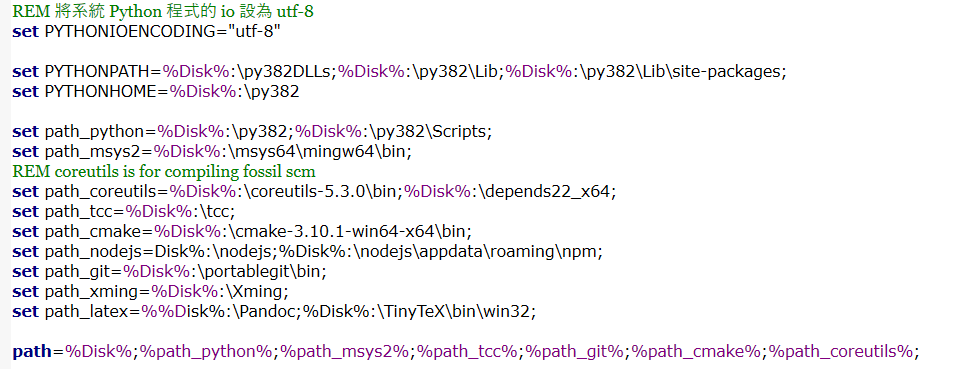 REM 將系統 Python 程式的 io 設為 utf-8
set PYTHONIOENCODING="utf-8"
set PYTHONPATH=%Disk%:\py382DLLs;%Disk%:\py382\Lib;%Disk%:\py382\Lib\site-packages;
set PYTHONHOME=%Disk%:\py382
set path_python=%Disk%:\py382;%Disk%:\py382\Scripts;
set path_msys2=%Disk%:\msys64\mingw64\bin;
REM coreutils is for compiling fossil scm
set path_coreutils=%Disk%:\coreutils-5.3.0\bin;%Disk%:\depends22_x64;
set path_tcc=%Disk%:\tcc;
set path_cmake=%Disk%:\cmake-3.10.1-win64-x64\bin;
set path_nodejs=Disk%:\nodejs;%Disk%:\nodejs\appdata\roaming\npm;
set path_git=%Disk%:\portablegit\bin;
set path_xming=%Disk%:\Xming;
set path_latex=%%Disk%:\Pandoc;%Disk%:\TinyTeX\bin\win32;
path=%Disk%;%path_python%;%path_msys2%;%path_tcc%;%path_git%;%path_cmake%;%path_coreutils%;